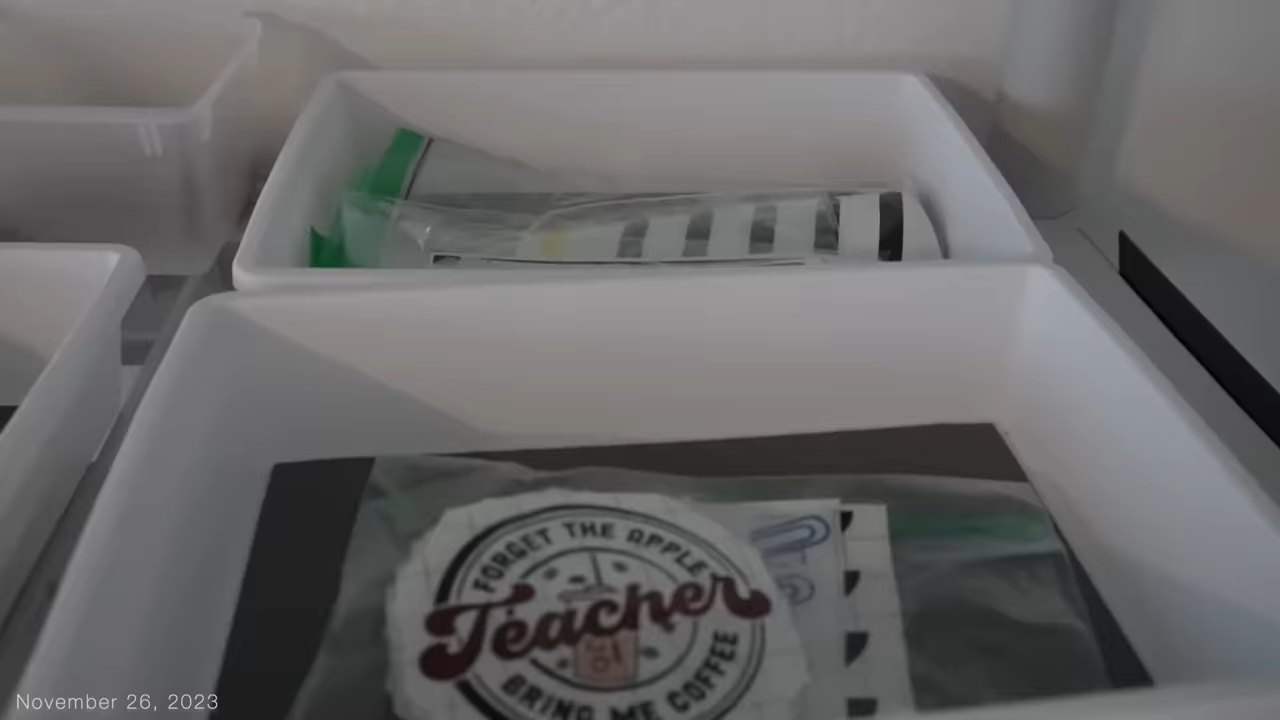 FORGET THE APPLE
Teacher
BRING ME COFFEE
November 26, 2023